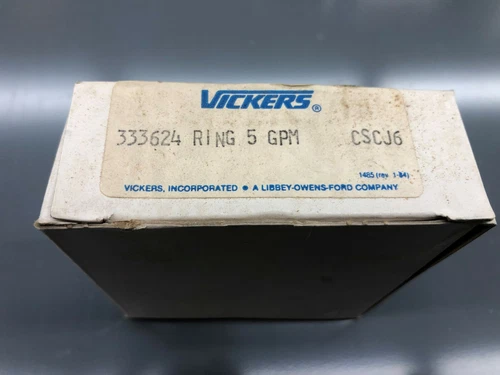 VICKERS®
333624 RING 5 GPM CSCJ6
1485 (rev. 1-84)
VICKERS, INCORPORATED • A LIBBEY-OWENS-FORD COMPANY